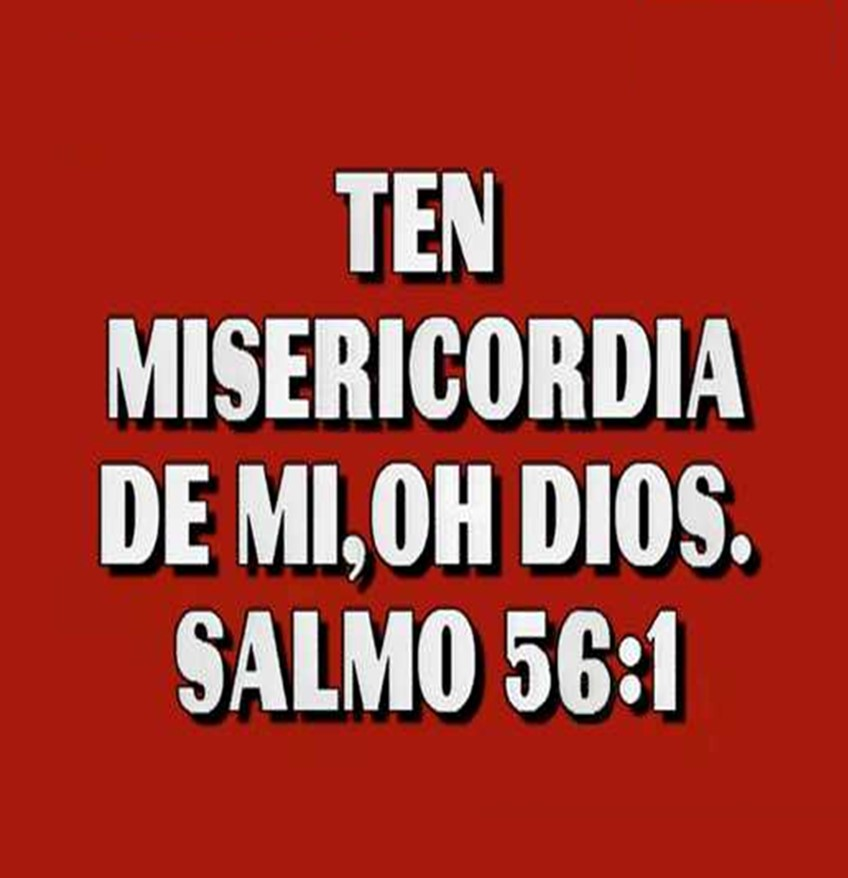 TEN
MISERICORDIA
DE MI,OH DIOS.
SALMO 56:1